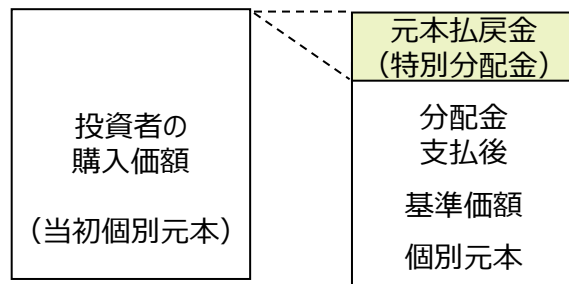 投資者の
購入価額
（当初個別元本）
元本払戻金
（特別分配金）
分配金
支払後
基準価額
個別元本